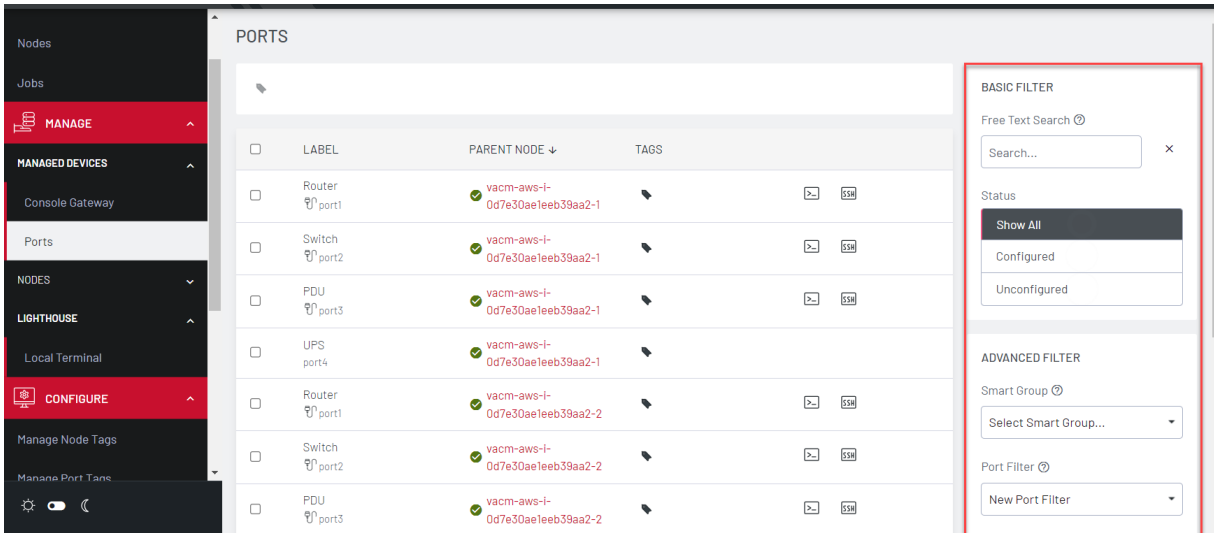 Nodes
Jobs
MANAGE
MANAGED DEVICES
Console Gateway
Ports
NODES
LIGHTHOUSE
Local Terminal
CONFIGURE
Manage Node Tags
Manage Port Tags
PORTS
LABEL PARENT NODE TAGS
Router
port1
vacm-aws-i-
0d7e30ae1eeb39aa2-1
>_ SSH
Switch
port2
vacm-aws-i-
0d7e30ae1eeb39aa2-1
>_ SSH
PDU
port3
vacm-aws-i-
0d7e30ae1eeb39aa2-1
>_ SSH
UPS
port4
vacm-aws-i-
0d7e30ae1eeb39aa2-1
Router
port1
vacm-aws-i-
0d7e30ae1eeb39aa2-2
>_ SSH
Switch
port2
vacm-aws-i-
0d7e30ae1eeb39aa2-2
>_ SSH
PDU
port3
vacm-aws-i-
0d7e30ae1eeb39aa2-2
>_ SSH
BASIC FILTER
Free Text Search ?
Search...
Status
Show All
Configured
Unconfigured
ADVANCED FILTER
Smart Group ?
Select Smart Group...
Port Filter ?
New Port Filter